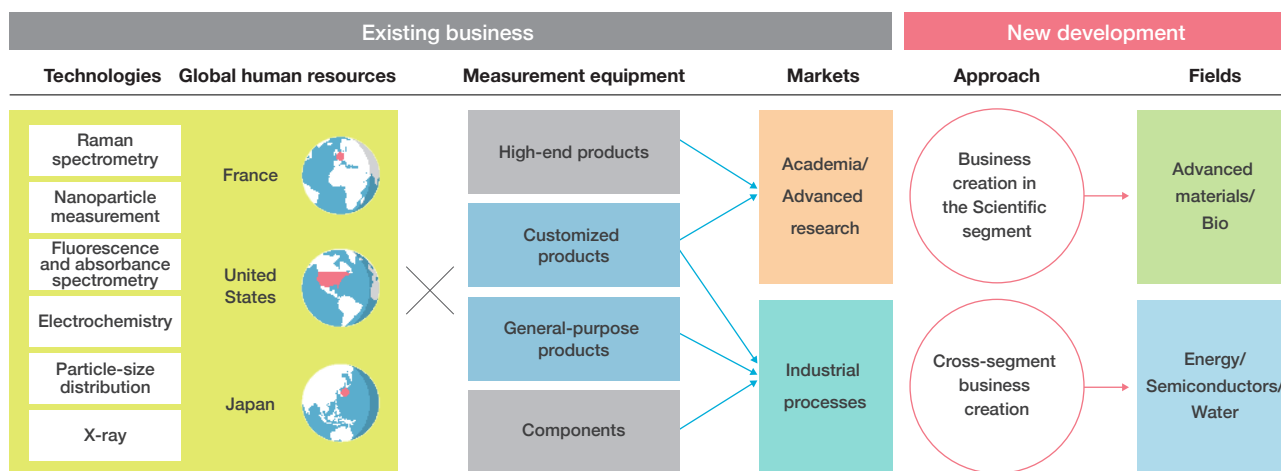 Existing business
New development
Technologies
Global human resources
Measurement equipment
Markets
Approach
Fields
Raman
spectrometry
Nanoparticle
measurement
Fluorescence
and absorbance
spectrometry
Electrochemistry
Particle-size
distribution
X-ray
France
United
States
Japan
High-end products
Customized
products
General-purpose
products
Components
Academia/
Advanced
research
Industrial
processes
Business
creation in
the Scientific
segment
Cross-segment
business
creation
Advanced
materials/
Bio
Energy/
Semiconductors/
Water